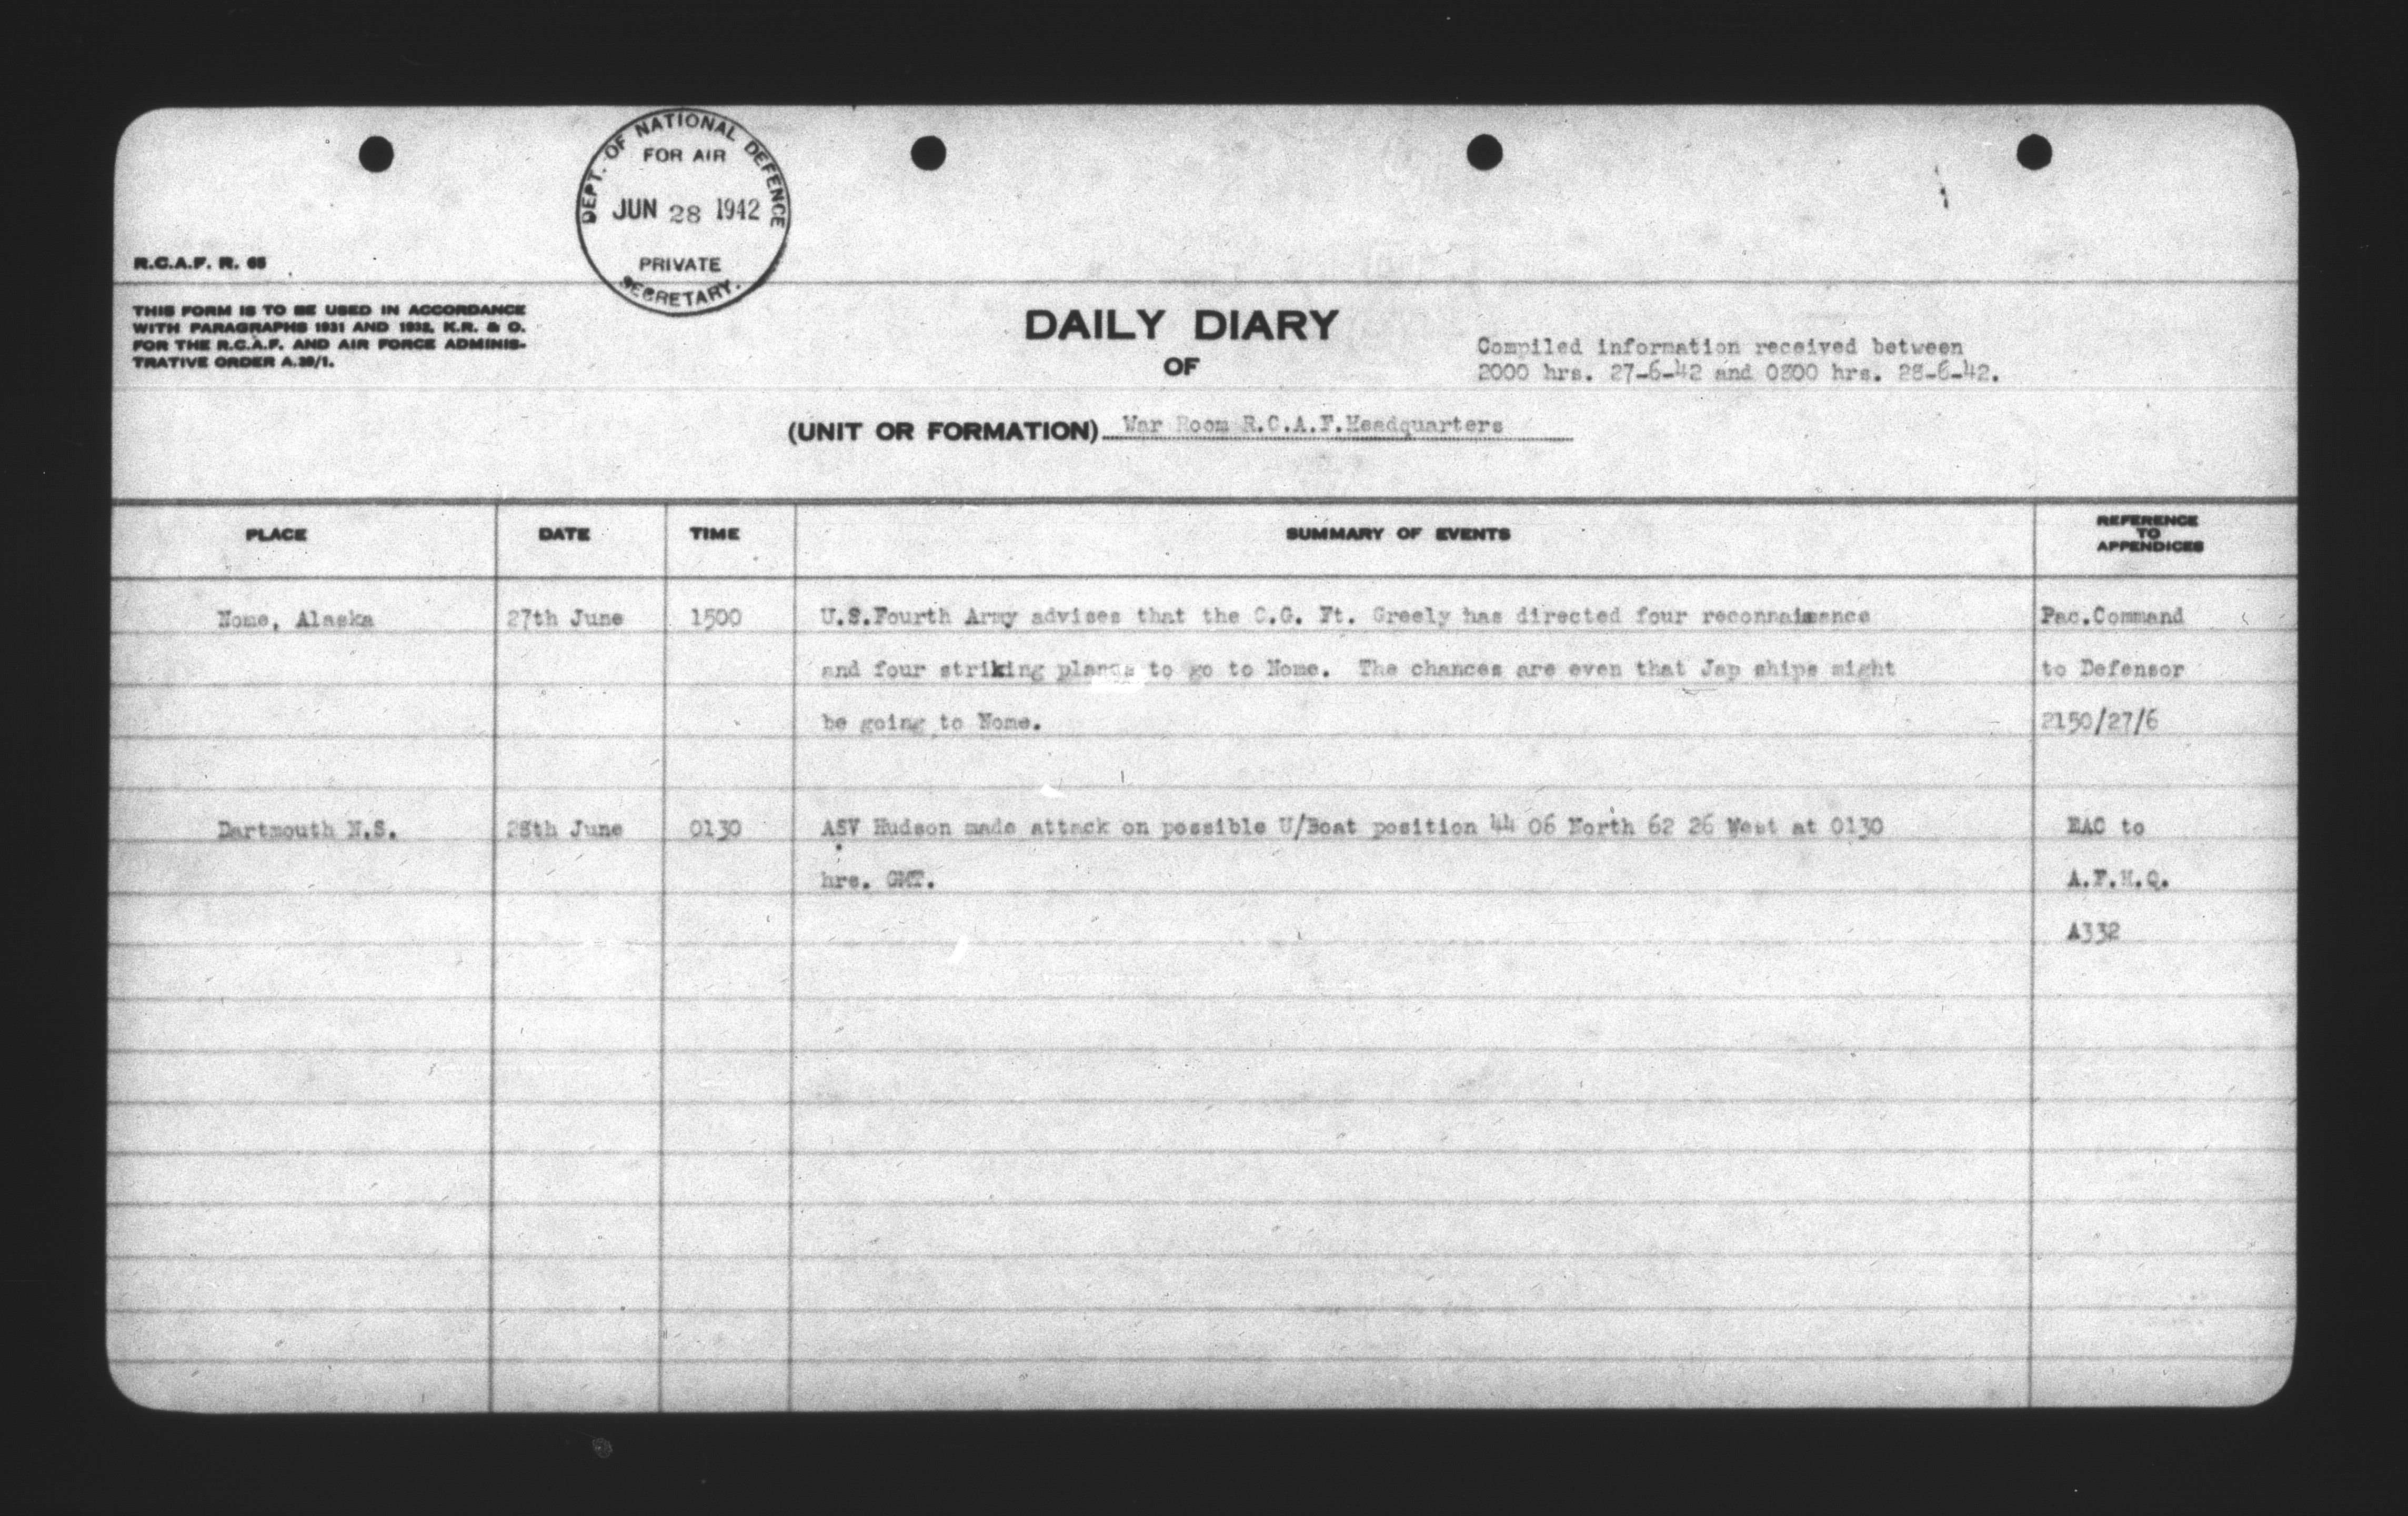 DEPT. OF NATIONAL DEFENCE
FOR AIR
JUN 28 1942
PRIVATE
SECRETARY.
R.C.A.F. R. 65
THIS FORM IS TO BE USED IN ACCORDANCE
WITH PARAGRAPHS 1931 AND 1932, K.R. & O.
FOR THE R.C.A.F. AND AIR FORCE ADMINIS-
TRATIVE ORDER A.39/1.
DAILY DIARY
OF
Compiled information received between
2000 hrs. 27-6-42 and 0800 hrs. 28-6-42.
(UNIT OR FORMATION) War Room R.C.A.F.Headquarters
PLACE DATE TIME SUMMARY OF EVENTS REFERENCE TO APPENDICES
Nome, Alaska 27th June 1500 U.S.Fourth Army advises that the C.G. Ft. Greely has directed four reconnaissance Pac.Command
and four striking planes to go to Nome. The chances are even that Jap ships might to Defensor
be going to Nome. 2150/27/6
Dartmouth N.S. 28th June 0130 ASV Hudson made attack on possible U/Boat position 44 06 North 62 26 West at 0130 EAC to
hrs. GMT. A.F.H.Q.
A332